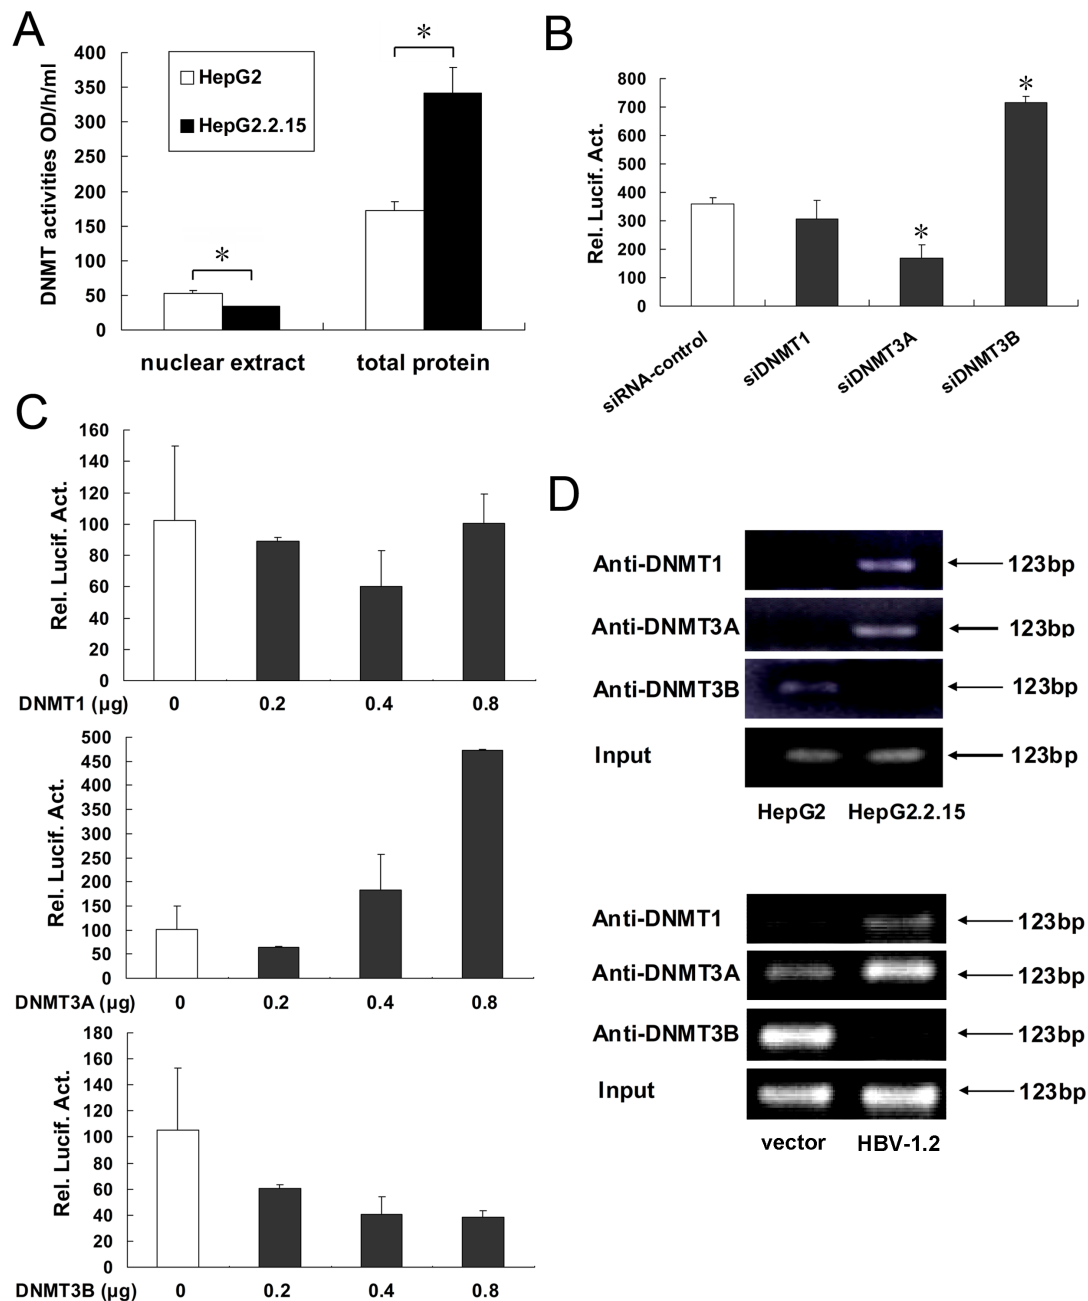 A
DNMT activities OD/h/ml
400
350
300
250
200
150
100
50
0
HepG2
HepG2.2.15
*
*
nuclear extract
total protein
B
Rel. Lucif. Act.
800
700
600
500
400
300
200
100
0
*
*
siRNA-control
siDNMT1
siDNMT3A
siDNMT3B
C
Rel. Lucif. Act.
160
140
120
100
80
60
40
20
0
DNMT1 (μg) 0 0.2 0.4 0.8
Rel. Lucif. Act.
500
450
400
350
300
250
200
150
100
50
0
DNMT3A (μg) 0 0.2 0.4 0.8
Rel. Lucif. Act.
180
160
140
120
100
80
60
40
20
0
DNMT3B (μg) 0 0.2 0.4 0.8
D
Anti-DNMT1 123bp
Anti-DNMT3A 123bp
Anti-DNMT3B 123bp
Input 123bp
HepG2 HepG2.2.15
Anti-DNMT1 123bp
Anti-DNMT3A 123bp
Anti-DNMT3B 123bp
Input 123bp
vector HBV-1.2